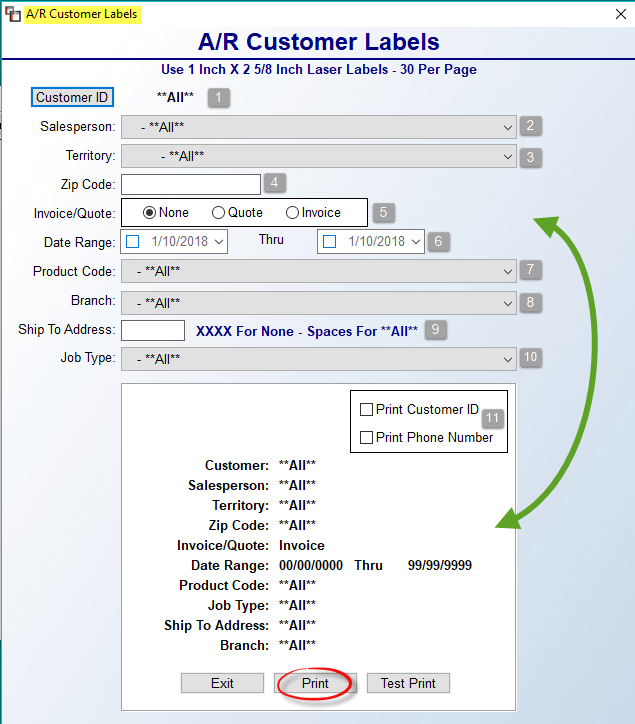 A/R Customer Labels
A/R Customer Labels
Use 1 Inch X 2 5/8 Inch Laser Labels - 30 Per Page
Customer ID **All** 1
Salesperson: - **All** 2
Territory: - **All** 3
Zip Code: 4
Invoice/Quote: None Quote Invoice 5
Date Range: 1/10/2018 Thru 1/10/2018 6
Product Code: - **All** 7
Branch: - **All** 8
Ship To Address: XXXX For None - Spaces For **All** 9
Job Type: - **All** 10
Print Customer ID 11
Print Phone Number
Customer: **All**
Salesperson: **All**
Territory: **All**
Zip Code: **All**
Invoice/Quote: Invoice
Date Range: 00/00/0000 Thru 99/99/9999
Product Code: **All**
Job Type: **All**
Ship To Address: **All**
Branch: **All**
Exit Print Test Print